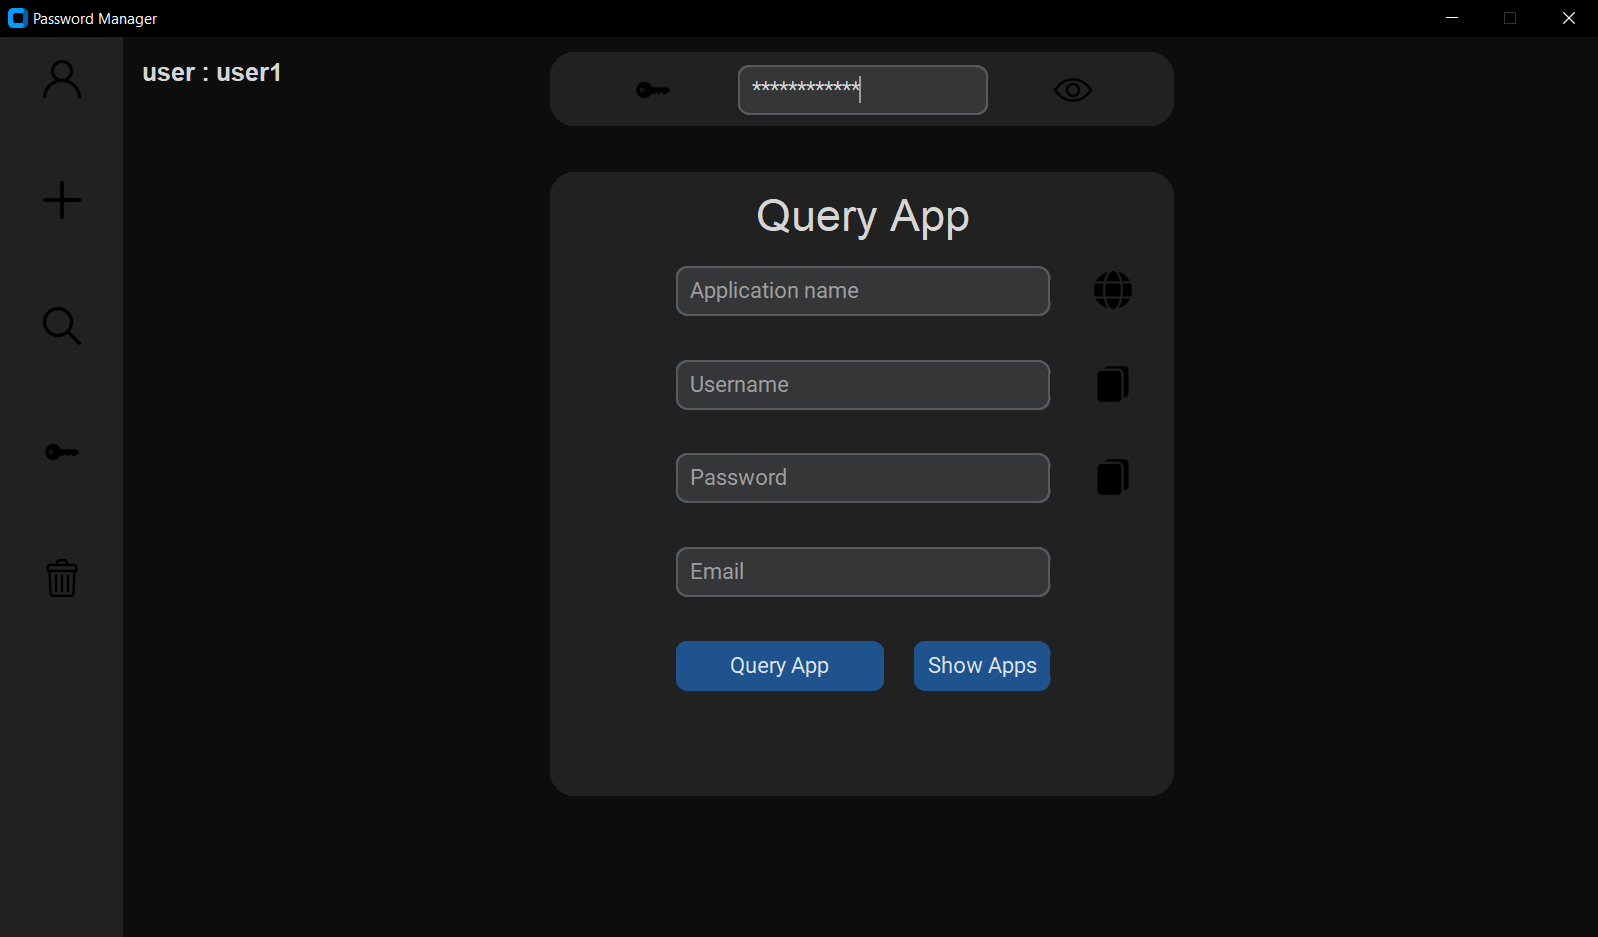 Password Manager
user : user1
************
Query App
Application name
Username
Password
Email
Query App
Show Apps